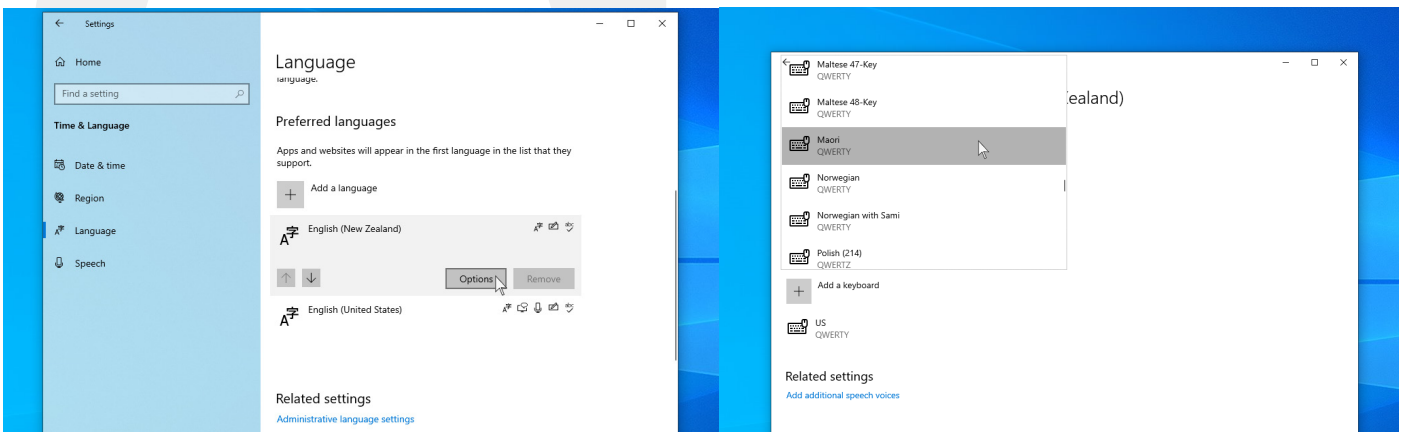 Settings
Home
Find a setting
Time & Language
Date & time
Region
Language
Speech
Language
language.
Preferred languages
Apps and websites will appear in the first language in the list that they
support.
Add a language
English (New Zealand)
Options
Remove
English (United States)
Related settings
Administrative language settings
Maltese 47-Key
QWERTY
Maltese 48-Key
QWERTY
Maori
QWERTY
Norwegian
QWERTY
Norwegian with Sami
QWERTY
Polish (214)
QWERTZ
ealand)
Add a keyboard
US
QWERTY
Related settings
Add additional speech voices